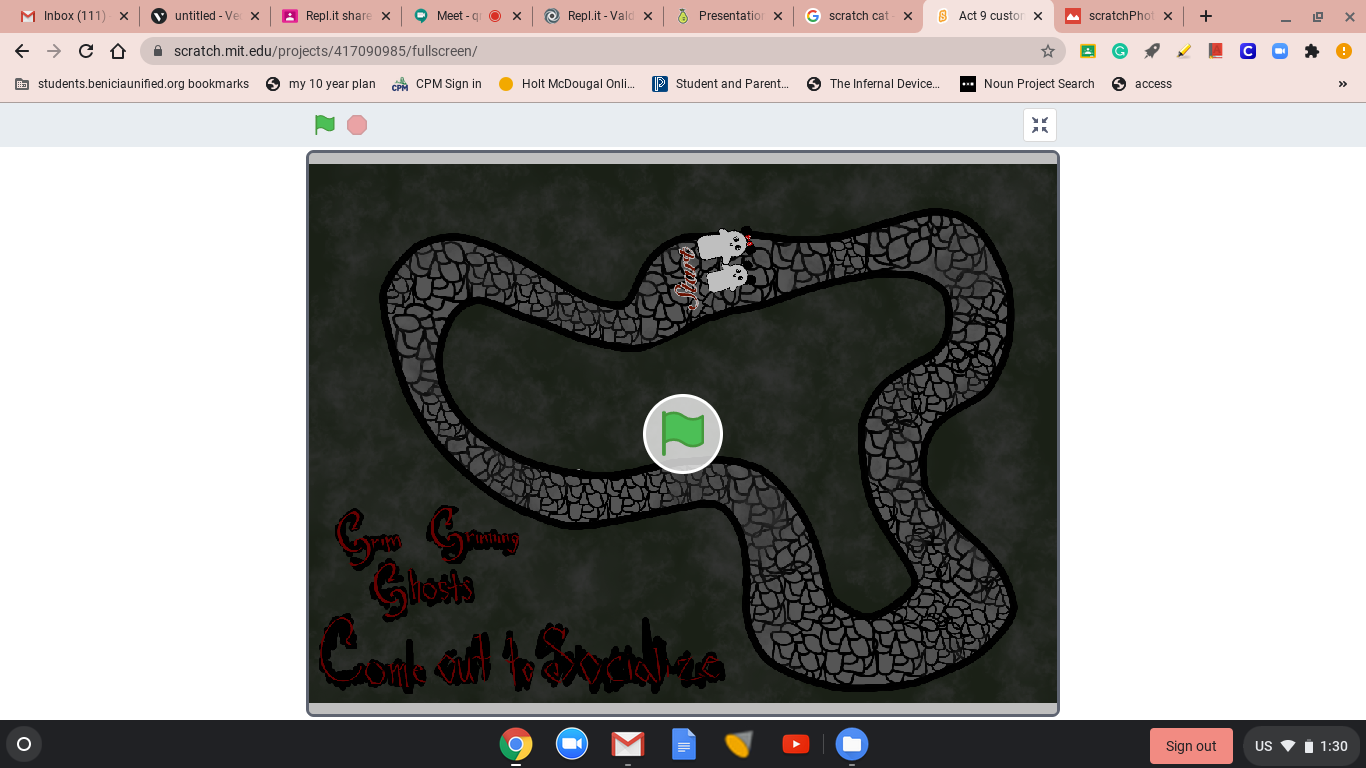 Inbox (111)
untitled - Ve
Repl.it share
Meet - q
Repl.it - Vald
Presentation
scratch cat -
Act 9 custor
scratchPhot
scratch.mit.edu/projects/417090985/fullscreen/
students.beniciaunified.org bookmarks
my 10 year plan
CPM
CPM Sign in
Holt McDougal Onli...
Student and Parent...
The Infernal Device...
Noun Project Search
access
»
Start
Grim Grinning
Ghosts
Come out to Socialize
Sign out
US
1:30